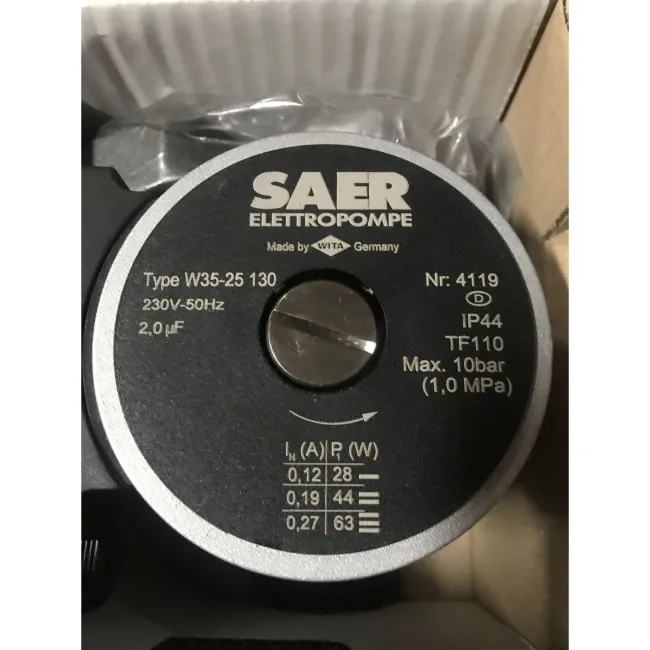 SAER
ELETTROPOMPE
Made by WITA Germany
Type W35-25 130
230V-50Hz
2,0 µF
Nr: 4119
D
IP44
TF110
Max. 10bar
(1,0 MPa)
IN (A) P1 (W)
0,12 28
0,19 44
0,27 63